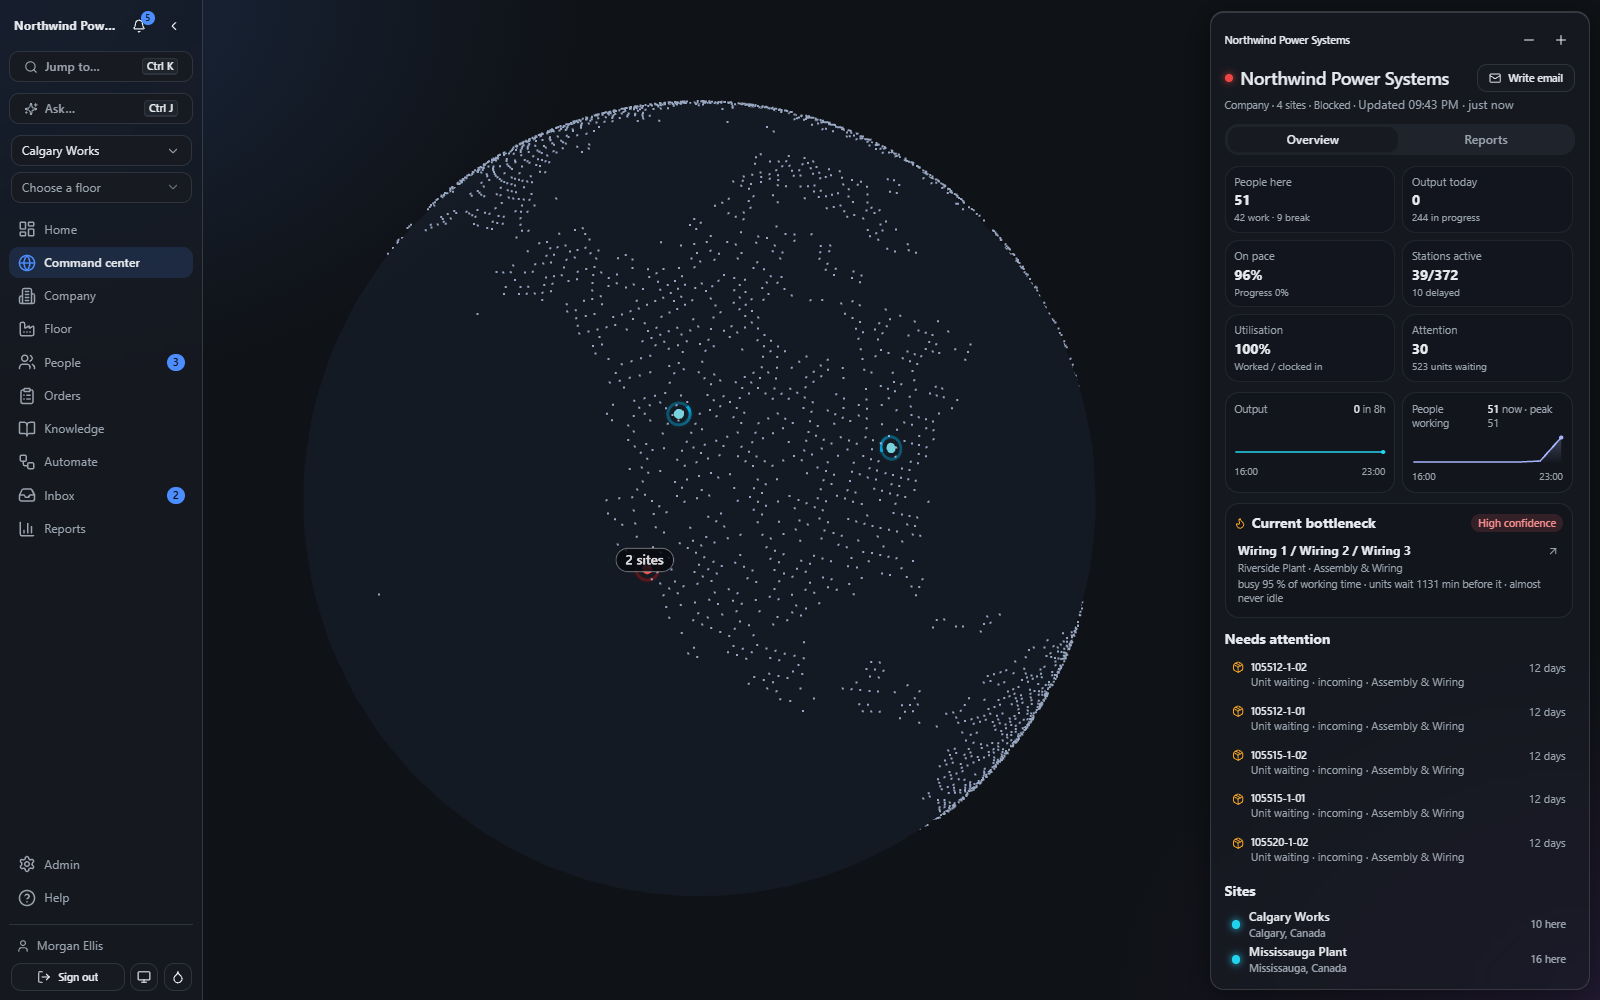 Northwind Pow...
5
Jump to...
Ctrl K
Ask...
Ctrl J
Calgary Works
Choose a floor
Home
Command center
Company
Floor
People
3
Orders
Knowledge
Automate
Inbox
2
Reports
Admin
Help
Morgan Ellis
Sign out
2 sites
Northwind Power Systems
Northwind Power Systems
Write email
Company · 4 sites · Blocked · Updated 09:43 PM · just now
Overview
Reports
People here
51
42 work · 9 break
Output today
0
244 in progress
On pace
96%
Progress 0%
Stations active
39/372
10 delayed
Utilisation
100%
Worked / clocked in
Attention
30
523 units waiting
Output
0 in 8h
16:00
23:00
People working
51 now · peak 51
16:00
23:00
Current bottleneck
High confidence
Wiring 1 / Wiring 2 / Wiring 3
Riverside Plant · Assembly & Wiring
busy 95 % of working time · units wait 1131 min before it · almost
never idle
Needs attention
105512-1-02
12 days
Unit waiting · incoming · Assembly & Wiring
105512-1-01
12 days
Unit waiting · incoming · Assembly & Wiring
105515-1-02
12 days
Unit waiting · incoming · Assembly & Wiring
105515-1-01
12 days
Unit waiting · incoming · Assembly & Wiring
105520-1-02
12 days
Unit waiting · incoming · Assembly & Wiring
Sites
Calgary Works
10 here
Calgary, Canada
Mississauga Plant
16 here
Mississauga, Canada